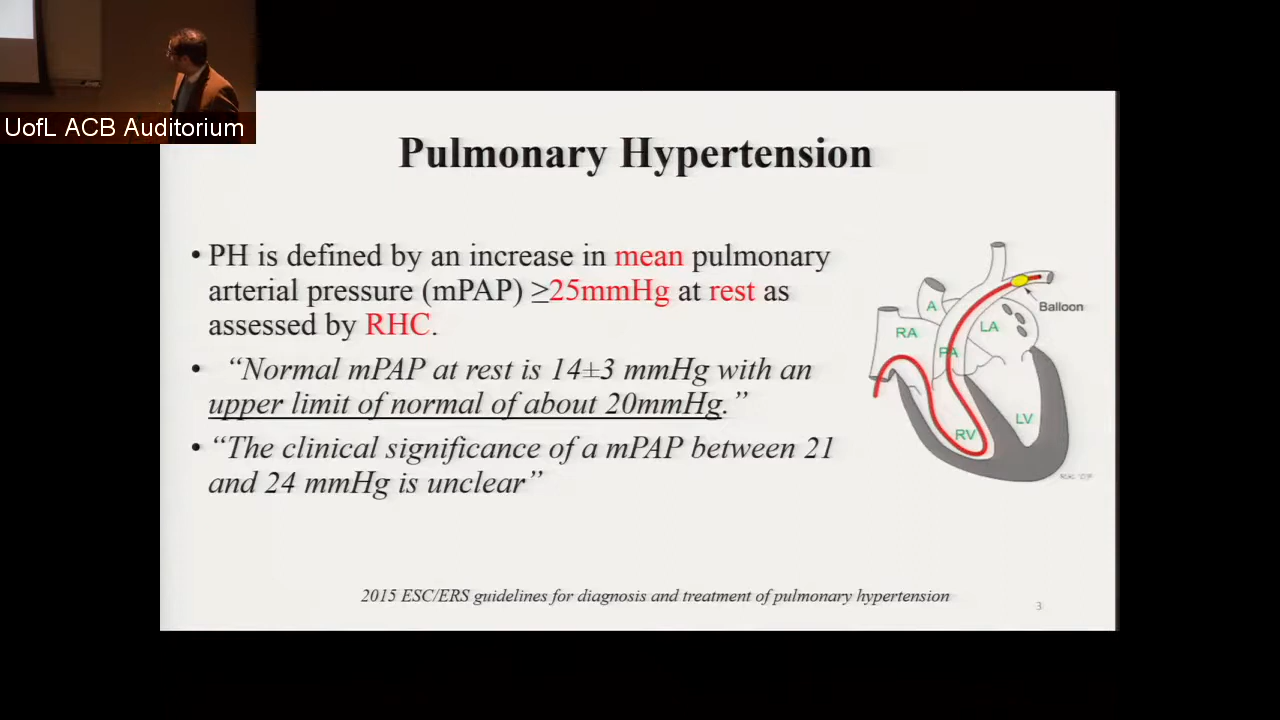 UofL ACB Auditorium
Pulmonary Hypertension
• PH is defined by an increase in mean pulmonary
arterial pressure (mPAP) ≥25mmHg at rest as
assessed by RHC.
• “Normal mPAP at rest is 14±3 mmHg with an
upper limit of normal of about 20mmHg.”
• “The clinical significance of a mPAP between 21
and 24 mmHg is unclear”
Balloon
A
RA
LA
PA
LV
RV
2015 ESC/ERS guidelines for diagnosis and treatment of pulmonary hypertension
3